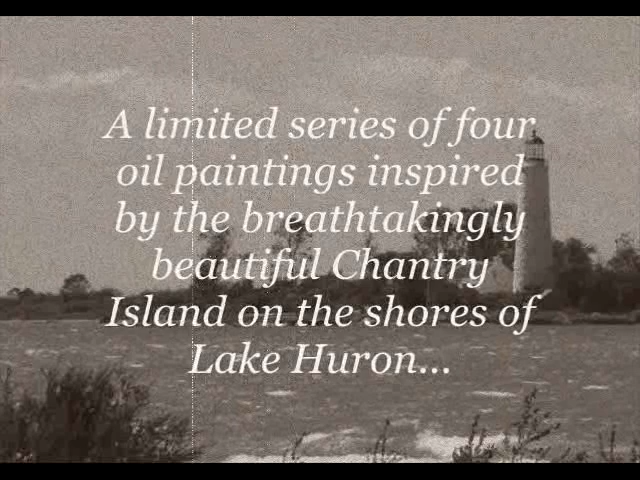 A limited series of four
oil paintings inspired
by the breathtakingly
beautiful Chantry
Island on the shores of
Lake Huron...